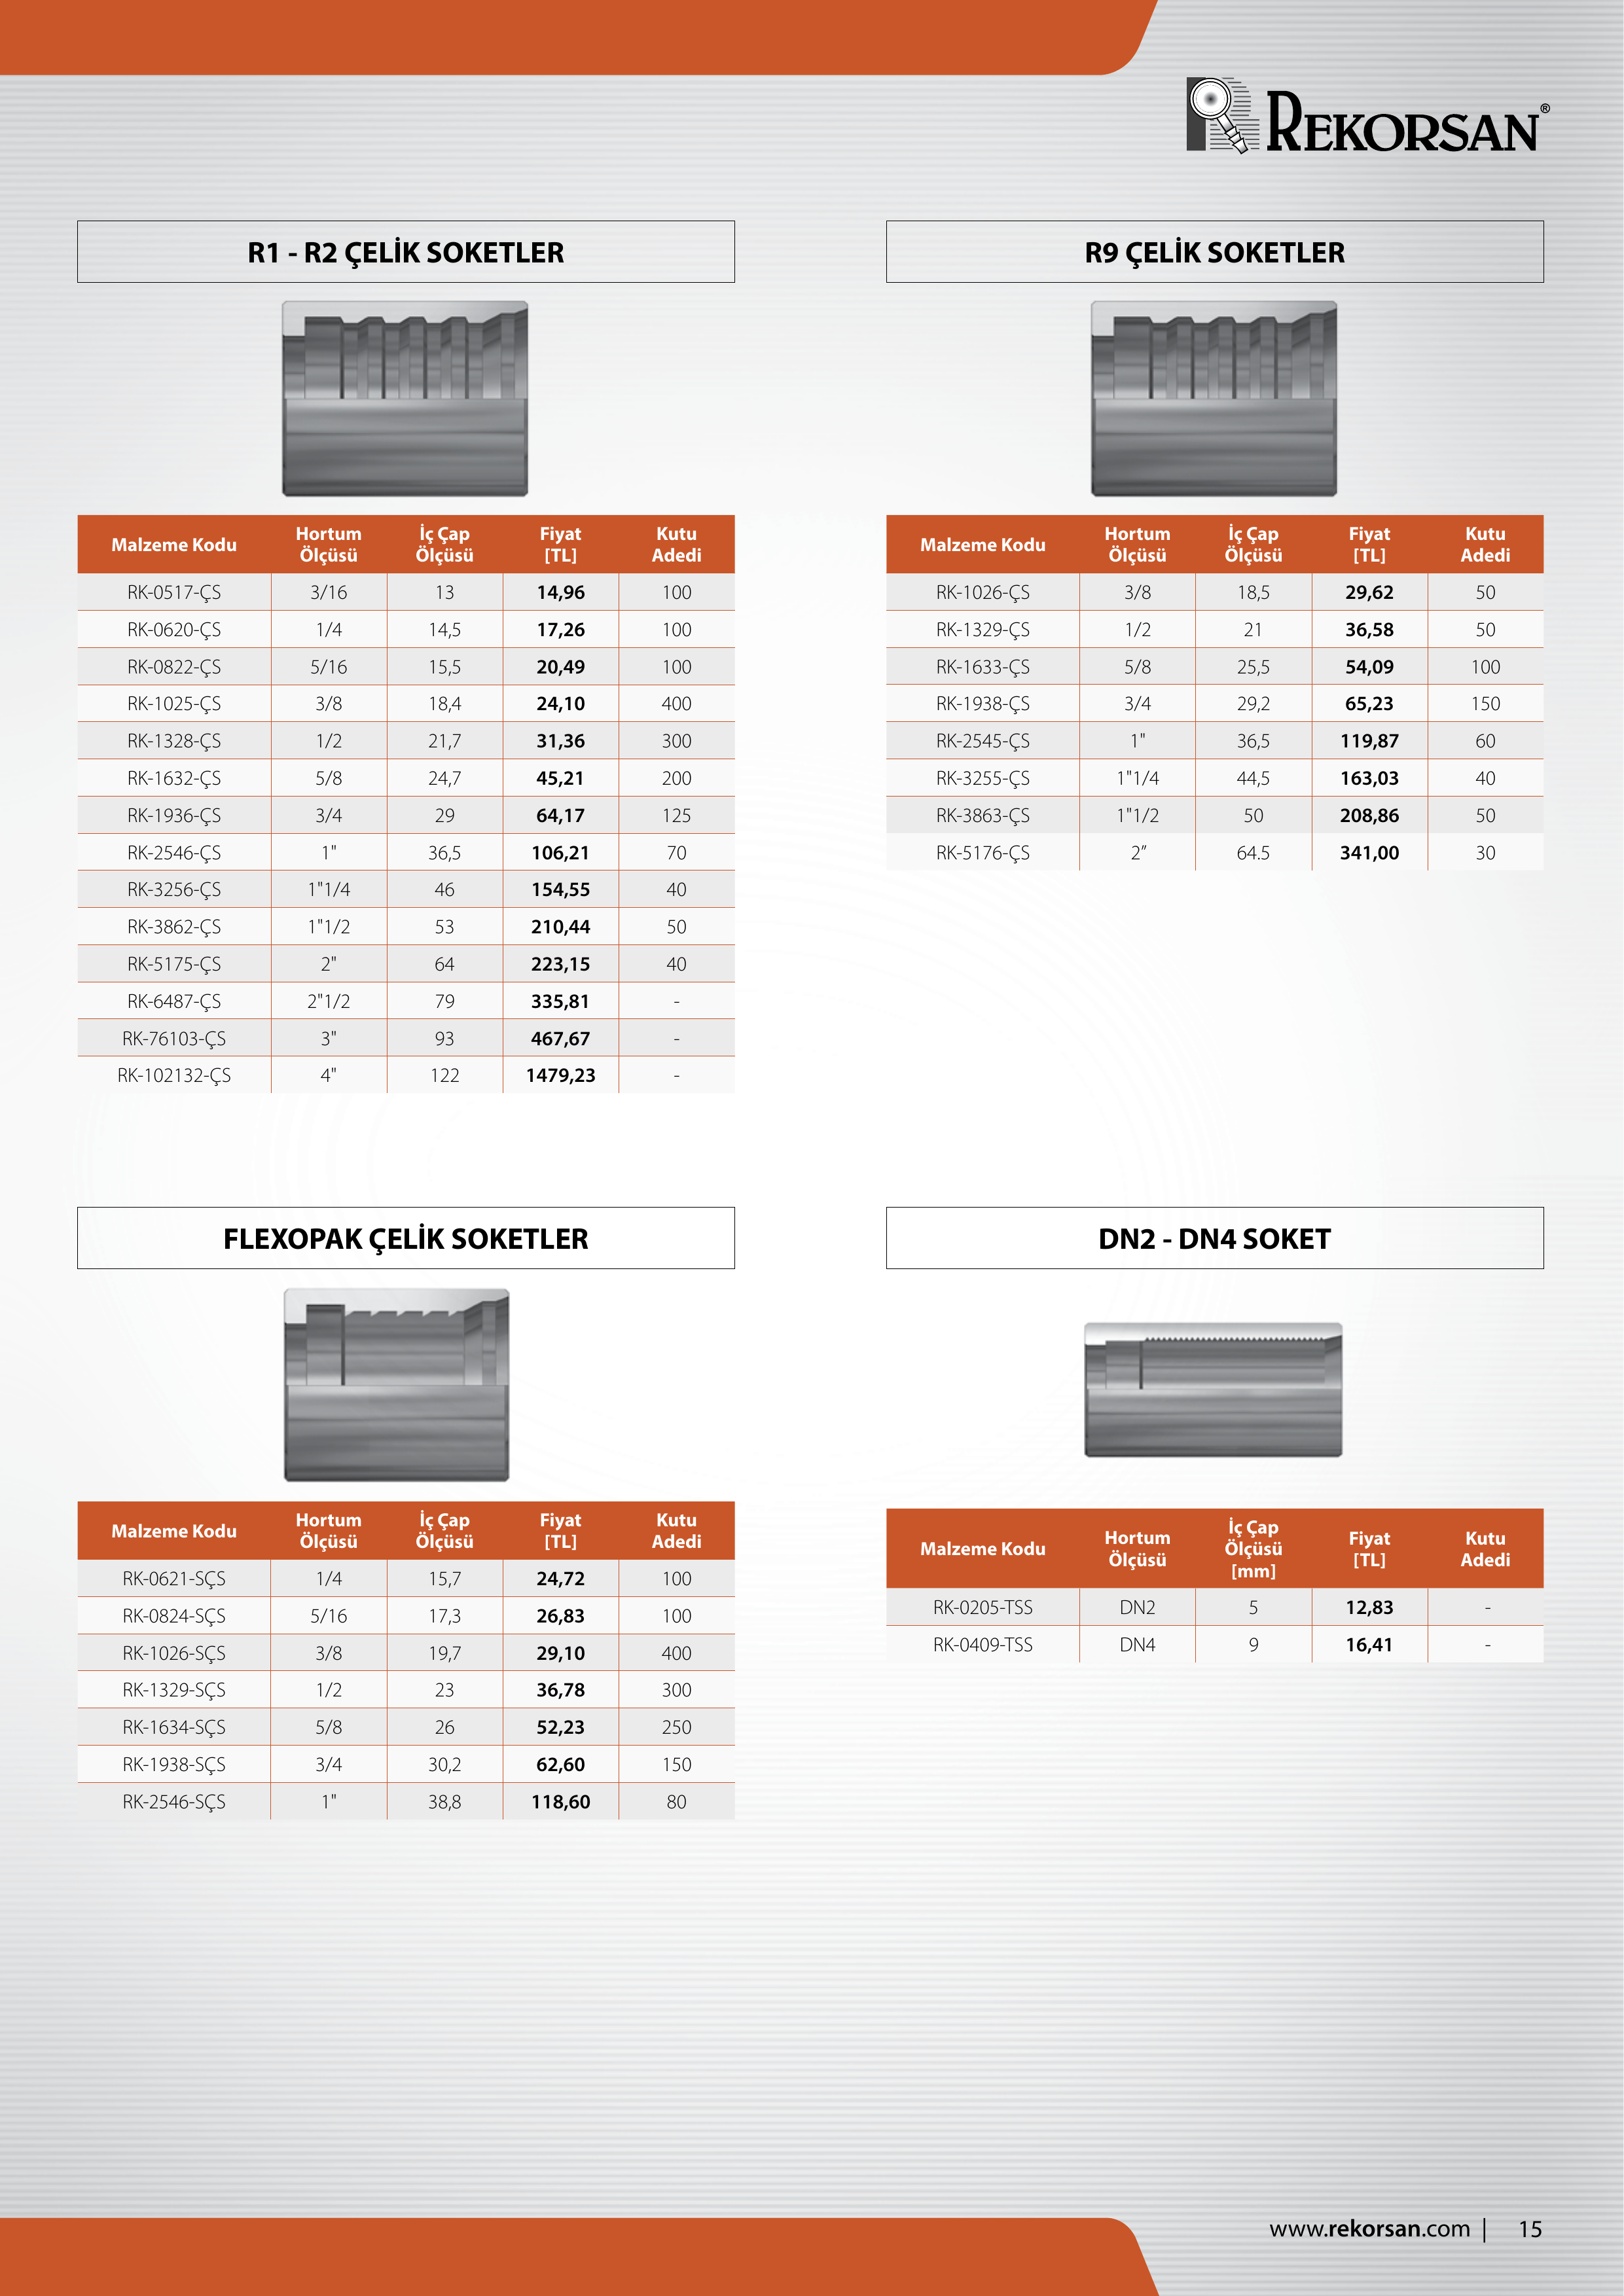 REKORSAN®
R1 - R2 ÇELİK SOKETLER
Malzeme Kodu Hortum Ölçüsü İç Çap Ölçüsü Fiyat [TL] Kutu Adedi
RK-0517-ÇS 3/16 13 14,96 100
RK-0620-ÇS 1/4 14,5 17,26 100
RK-0822-ÇS 5/16 15,5 20,49 100
RK-1025-ÇS 3/8 18,4 24,10 400
RK-1328-ÇS 1/2 21,7 31,36 300
RK-1632-ÇS 5/8 24,7 45,21 200
RK-1936-ÇS 3/4 29 64,17 125
RK-2546-ÇS 1" 36,5 106,21 70
RK-3256-ÇS 1"1/4 46 154,55 40
RK-3862-ÇS 1"1/2 53 210,44 50
RK-5175-ÇS 2" 64 223,15 40
RK-6487-ÇS 2"1/2 79 335,81 -
RK-76103-ÇS 3" 93 467,67 -
RK-102132-ÇS 4" 122 1479,23 -
R9 ÇELİK SOKETLER
Malzeme Kodu Hortum Ölçüsü İç Çap Ölçüsü Fiyat [TL] Kutu Adedi
RK-1026-ÇS 3/8 18,5 29,62 50
RK-1329-ÇS 1/2 21 36,58 50
RK-1633-ÇS 5/8 25,5 54,09 100
RK-1938-ÇS 3/4 29,2 65,23 150
RK-2545-ÇS 1" 36,5 119,87 60
RK-3255-ÇS 1"1/4 44,5 163,03 40
RK-3863-ÇS 1"1/2 50 208,86 50
RK-5176-ÇS 2” 64.5 341,00 30
FLEXOPAK ÇELİK SOKETLER
Malzeme Kodu Hortum Ölçüsü İç Çap Ölçüsü Fiyat [TL] Kutu Adedi
RK-0621-SÇS 1/4 15,7 24,72 100
RK-0824-SÇS 5/16 17,3 26,83 100
RK-1026-SÇS 3/8 19,7 29,10 400
RK-1329-SÇS 1/2 23 36,78 300
RK-1634-SÇS 5/8 26 52,23 250
RK-1938-SÇS 3/4 30,2 62,60 150
RK-2546-SÇS 1" 38,8 118,60 80
DN2 - DN4 SOKET
Malzeme Kodu Hortum Ölçüsü İç Çap Ölçüsü [mm] Fiyat [TL] Kutu Adedi
RK-0205-TSS DN2 5 12,83 -
RK-0409-TSS DN4 9 16,41 -
www.rekorsan.com | 15